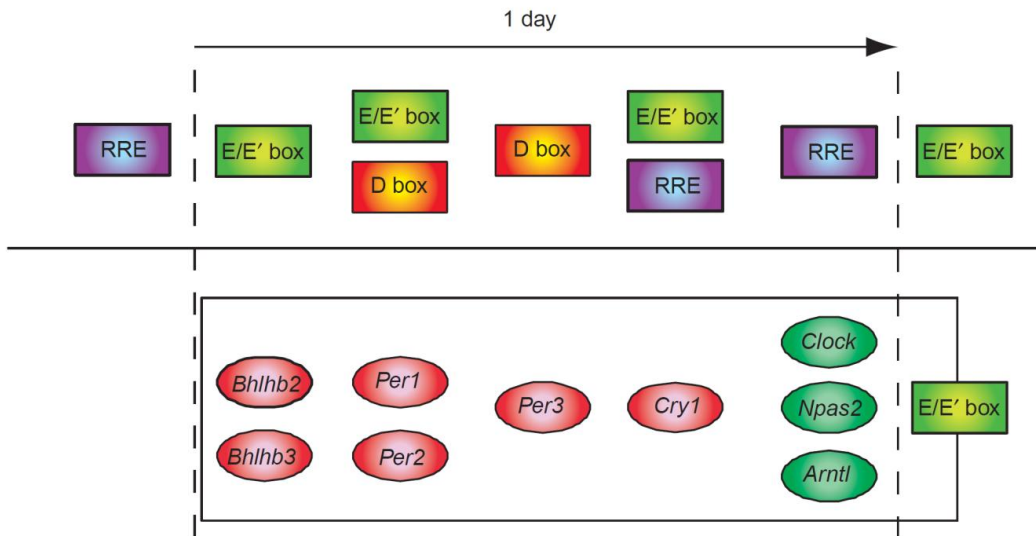 1 day
E/E′ box
E/E′ box
RRE
E/E′ box
D box
RRE
E/E′ box
D box
RRE
Clock
Bhlhb2
Per1
Per3
Cry1
Npas2
E/E′ box
Bhlhb3
Per2
Arntl